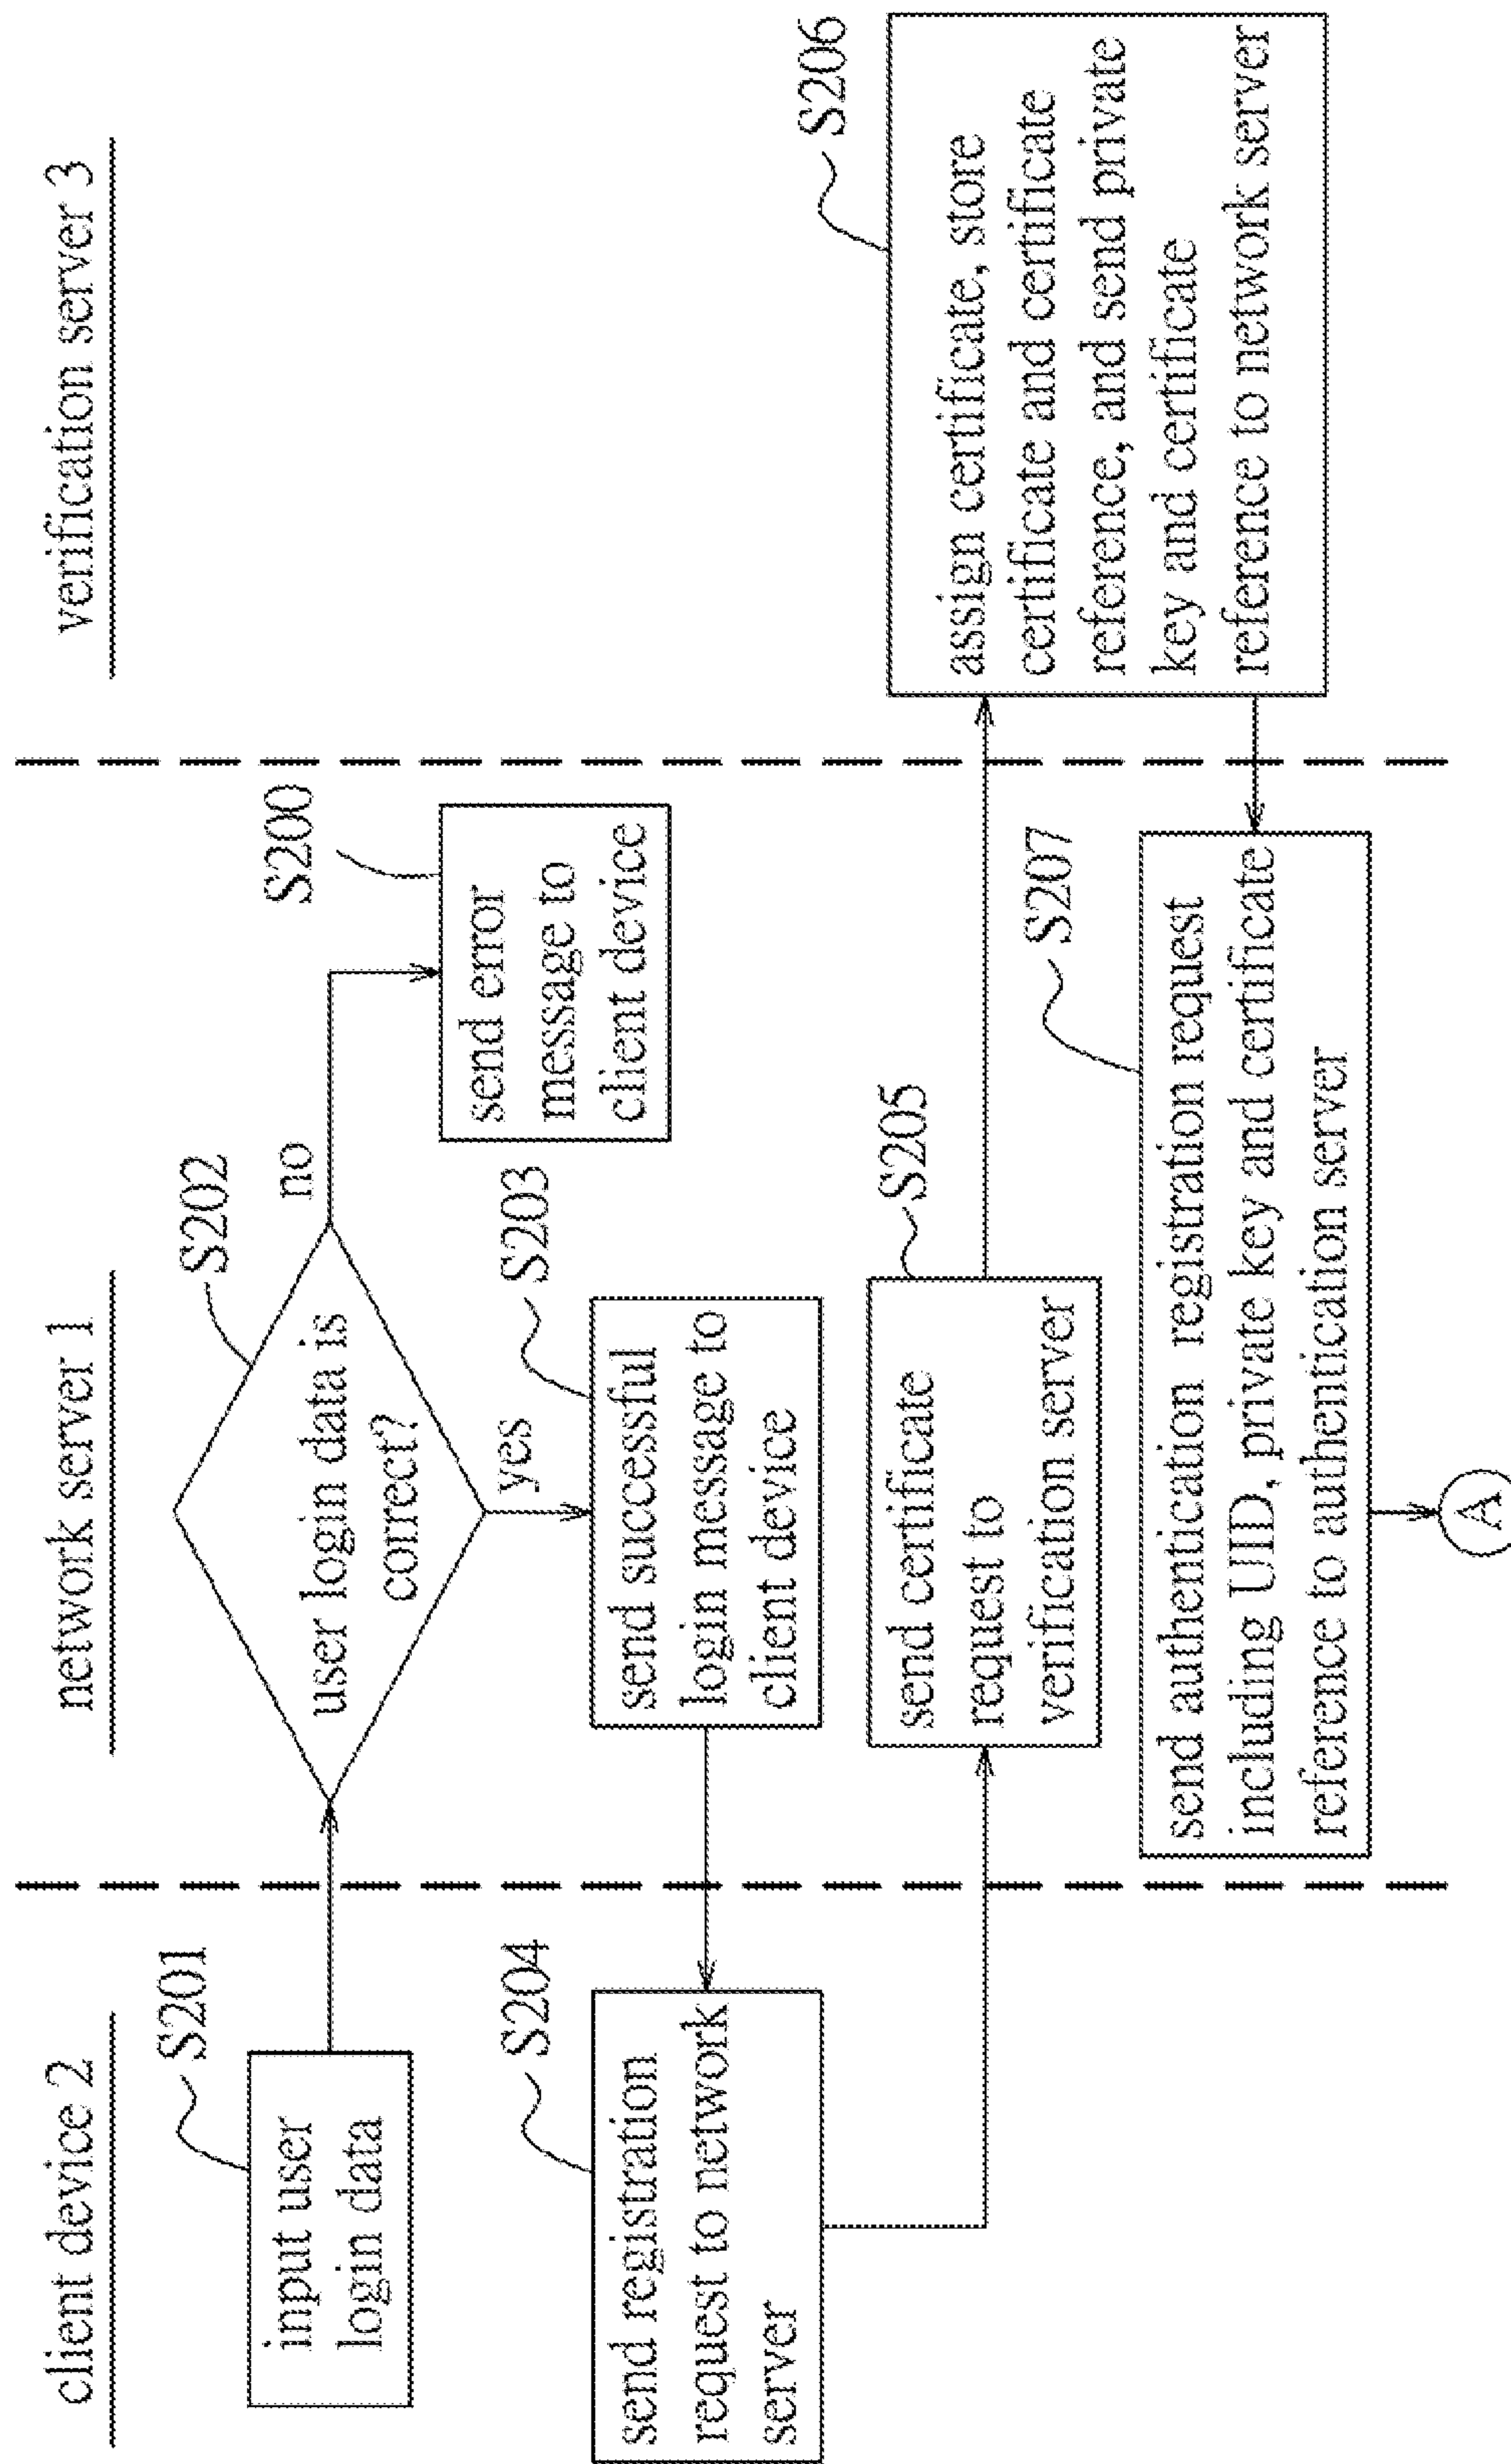 client device 2
network server 1
verification server 3
S201
input user
login data
S202
user login data is
correct?
no
yes
S200
send error
message to
client device
S203
send successful
login message to
client device
S204
send registration
request to network
server
S205
send certificate
request to
verification server
S206
assign certificate, store
certificate and certificate
reference, and send private
key and certificate
reference to network server
S207
send authentication registration request
including UID, private key and certificate
reference to authentication server
A